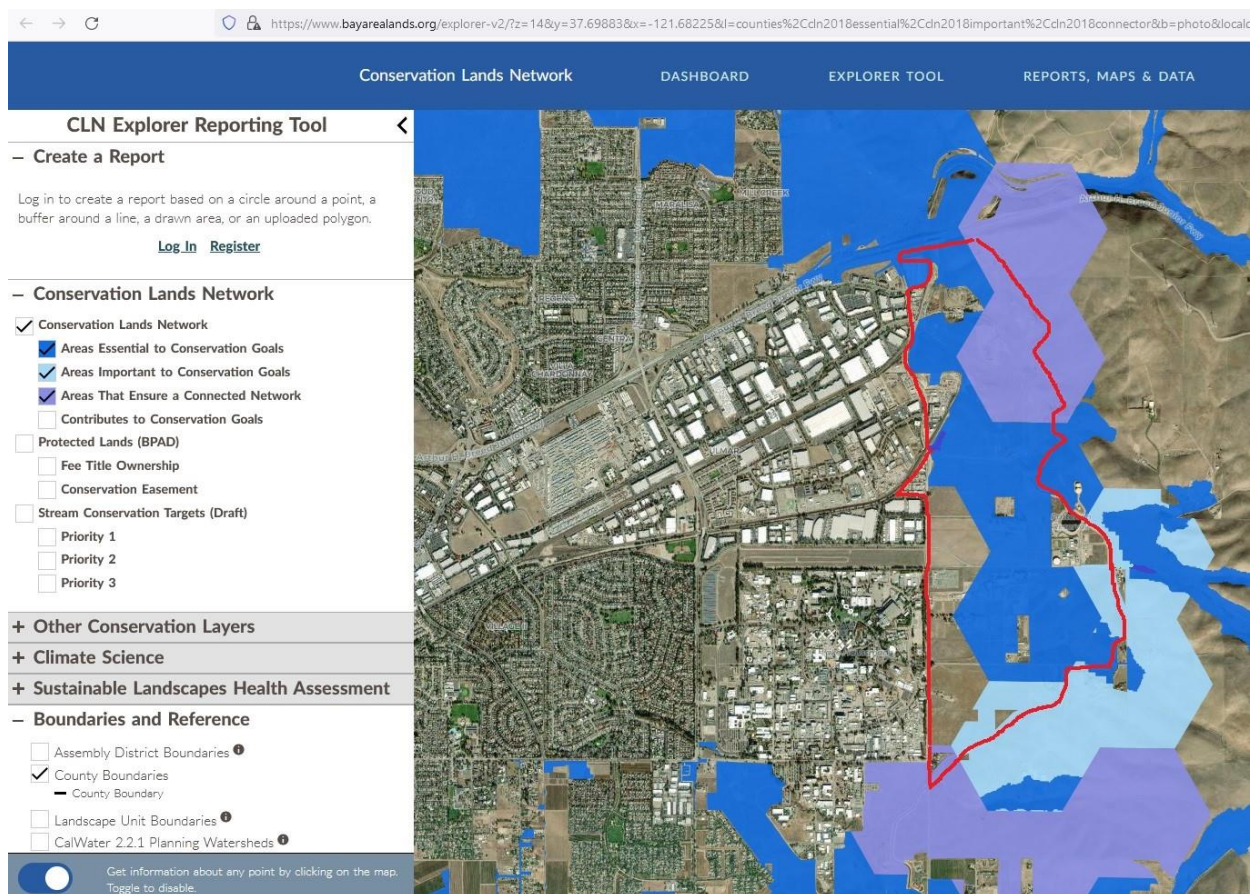 https://www.bayarealands.org/explorer-v2/?z=14&y=37.69883&x=-121.68225&l=counties%2Ccln2018essential%2Ccln2018important%2Ccln2018connector&b=photo&localc
Conservation Lands Network
DASHBOARD
EXPLORER TOOL
REPORTS, MAPS & DATA
CLN Explorer Reporting Tool
– Create a Report
Log in to create a report based on a circle around a point, a
buffer around a line, a drawn area, or an uploaded polygon.
Log In Register
– Conservation Lands Network
Conservation Lands Network
Areas Essential to Conservation Goals
Areas Important to Conservation Goals
Areas That Ensure a Connected Network
Contributes to Conservation Goals
Protected Lands (BPAD)
Fee Title Ownership
Conservation Easement
Stream Conservation Targets (Draft)
Priority 1
Priority 2
Priority 3
+ Other Conservation Layers
+ Climate Science
+ Sustainable Landscapes Health Assessment
– Boundaries and Reference
Assembly District Boundaries
County Boundaries
County Boundary
Landscape Unit Boundaries
CalWater 2.2.1 Planning Watersheds
Get information about any point by clicking on the map.
Toggle to disable.
ULMAR
VILLAGE II